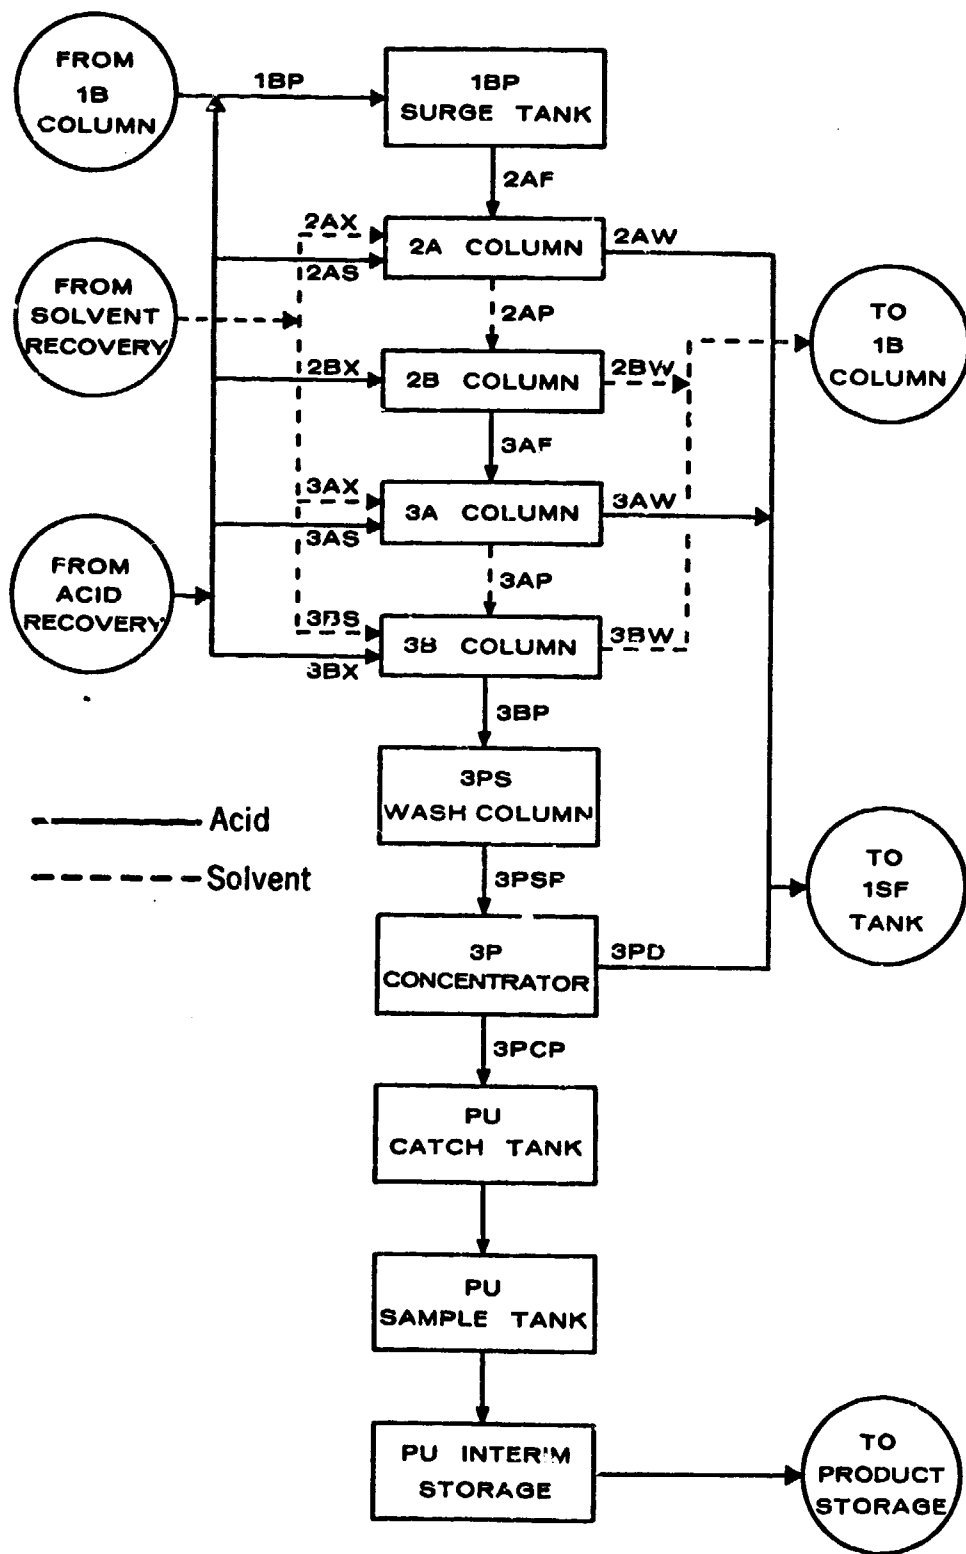 FROM
1B
COLUMN
1BP
1BP
SURGE TANK
2AF
2AX
2AS
2A COLUMN
2AW
FROM
SOLVENT
RECOVERY
2AP
TO
1B
COLUMN
2BX
2B COLUMN
2BW
3AF
3AX
3AS
3A COLUMN
3AW
FROM
ACID
RECOVERY
3AP
3BS
3BX
3B COLUMN
3BW
3BP
3PS
WASH COLUMN
Acid
Solvent
3PSP
TO
1SF
TANK
3P
CONCENTRATOR
3PD
3PCP
PU
CATCH TANK
PU
SAMPLE TANK
PU INTERIM
STORAGE
TO
PRODUCT
STORAGE